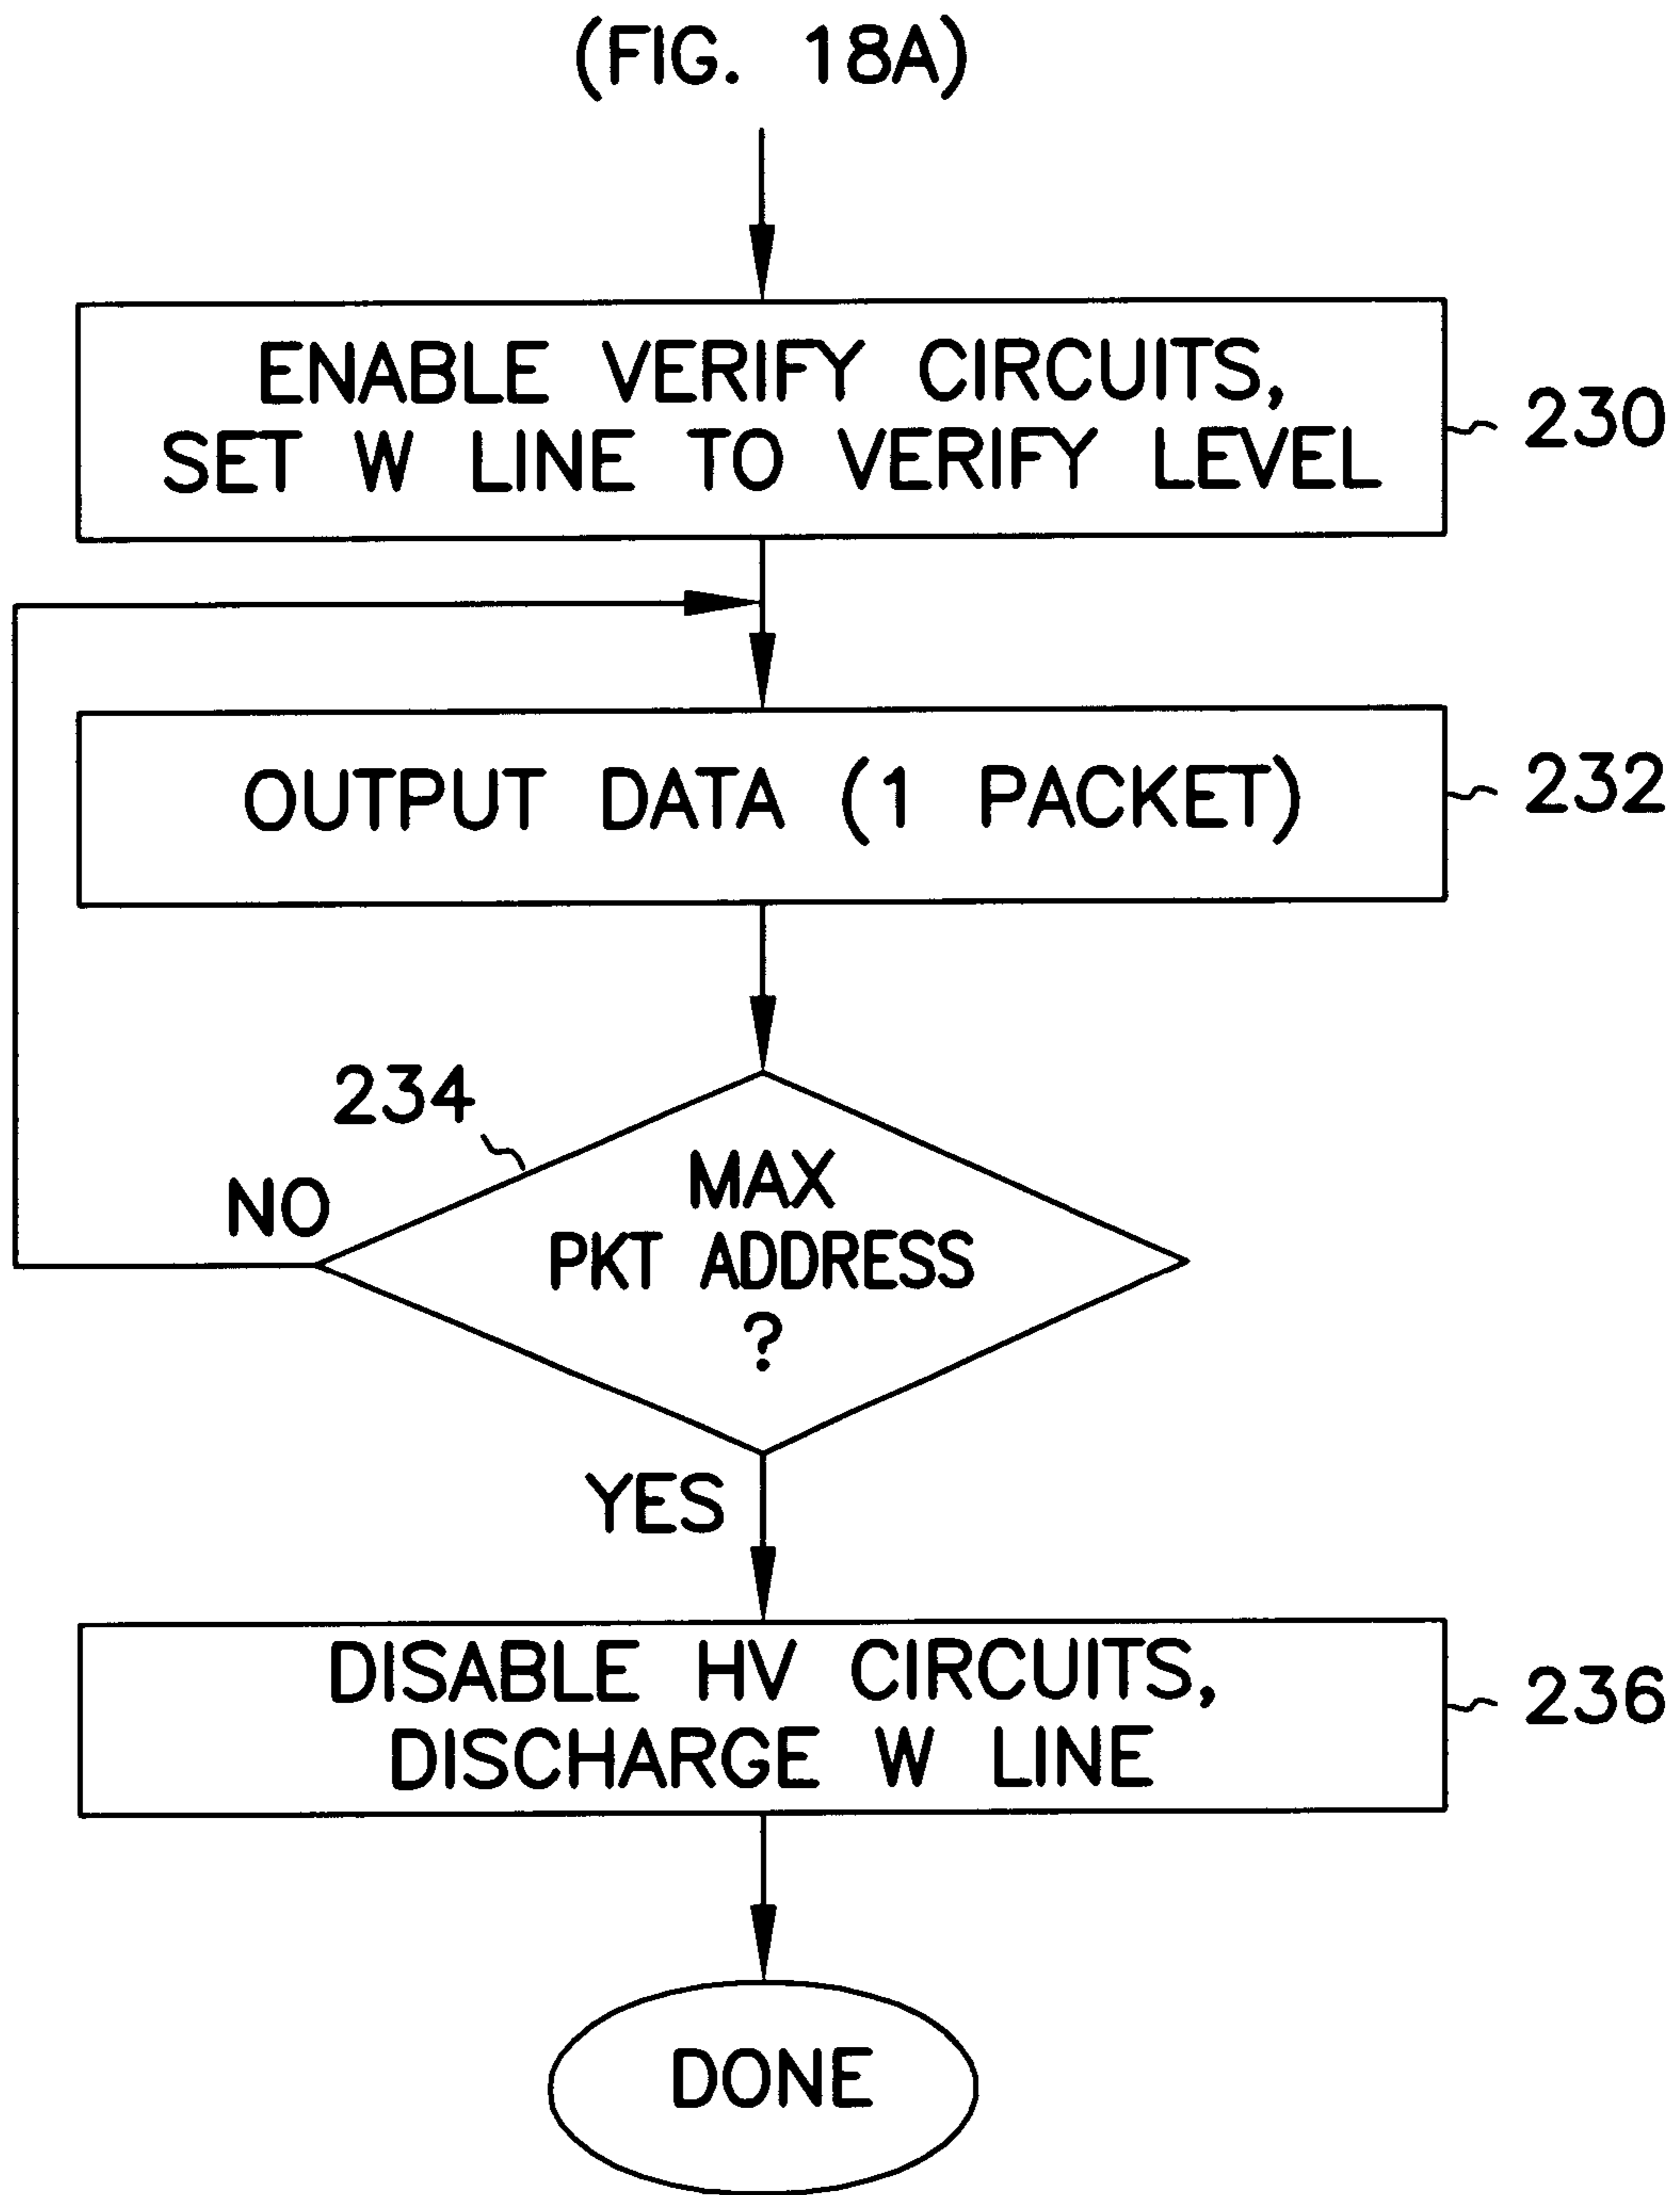 (FIG. 18A)
ENABLE VERIFY CIRCUITS,
SET W LINE TO VERIFY LEVEL
230
OUTPUT DATA (1 PACKET)
232
234
NO
MAX
PKT ADDRESS
?
YES
DISABLE HV CIRCUITS,
DISCHARGE W LINE
236
DONE